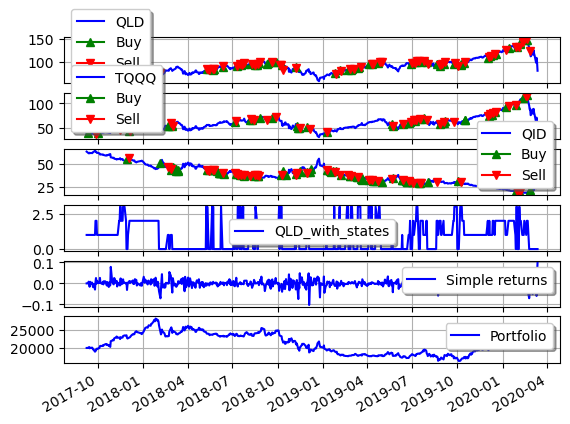 QLD
Buy
Sell
150
100
TQQQ
Buy
Sell
100
50
QID
Buy
Sell
50
25
2.5
0.0
QLD_with_states
0.1
0.0
−0.1
Simple returns
25000
20000
Portfolio
2017-10 2018-01 2018-04 2018-07 2018-10 2019-01 2019-04 2019-07 2019-10 2020-01 2020-04